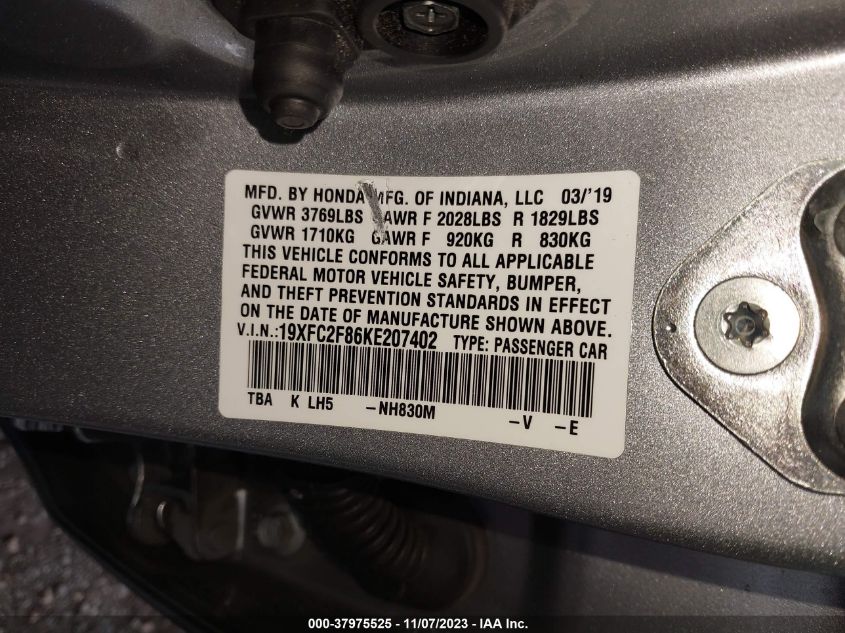 MFD. BY HONDA MFG. OF INDIANA, LLC 03/'19
GVWR 3769LBS GAWR F 2028LBS R 1829LBS
GVWR 1710KG GAWR F 920KG R 830KG
THIS VEHICLE CONFORMS TO ALL APPLICABLE
FEDERAL MOTOR VEHICLE SAFETY, BUMPER,
AND THEFT PREVENTION STANDARDS IN EFFECT
ON THE DATE OF MANUFACTURE SHOWN ABOVE.
V.I.N.:19XFC2F86KE207402 TYPE: PASSENGER CAR
TBA K LH5 -NH830M -V -E
000-37975525 - 11/07/2023 - IAA Inc.